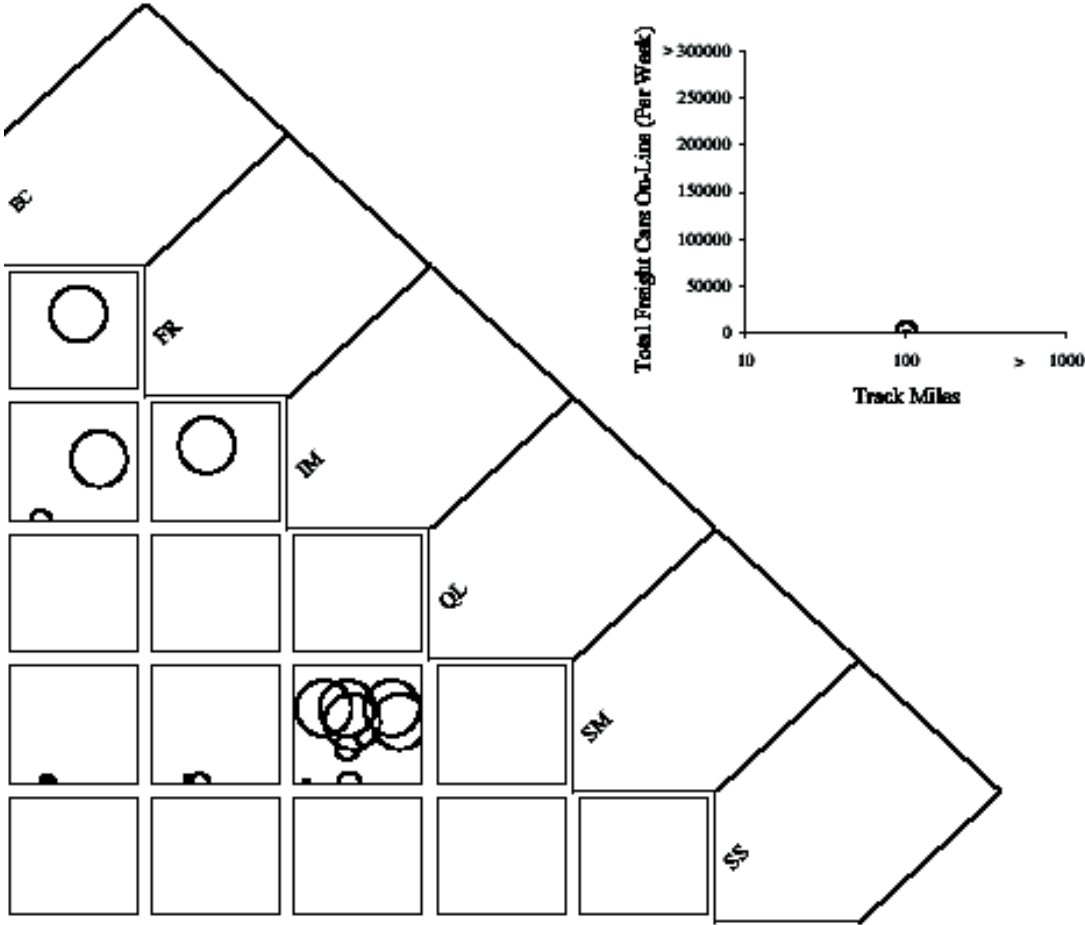 > 300000
250000
200000
150000
100000
50000
0
Total Freight Cars On-Line (Per Week)
10 100 > 1000
Track Miles
BC
FR
IM
QL
SM
SS